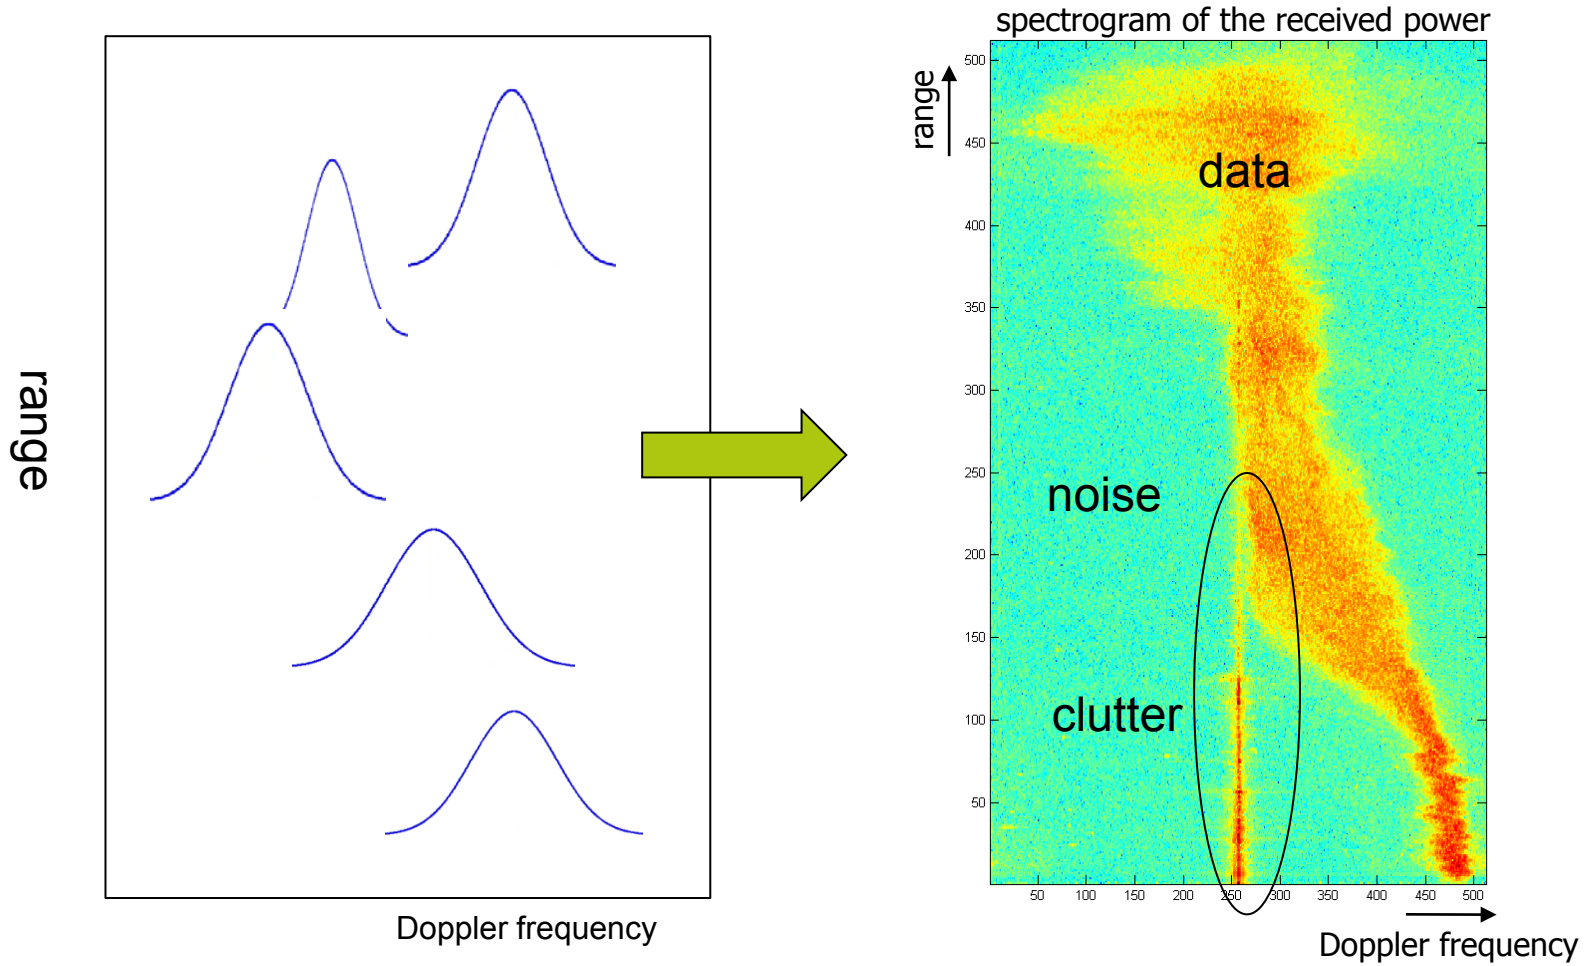 range
Doppler frequency
spectrogram of the received power
range
500
450
400
350
300
250
200
150
100
50
data
noise
clutter
50 100 150 200 250 300 350 400 450 500
Doppler frequency